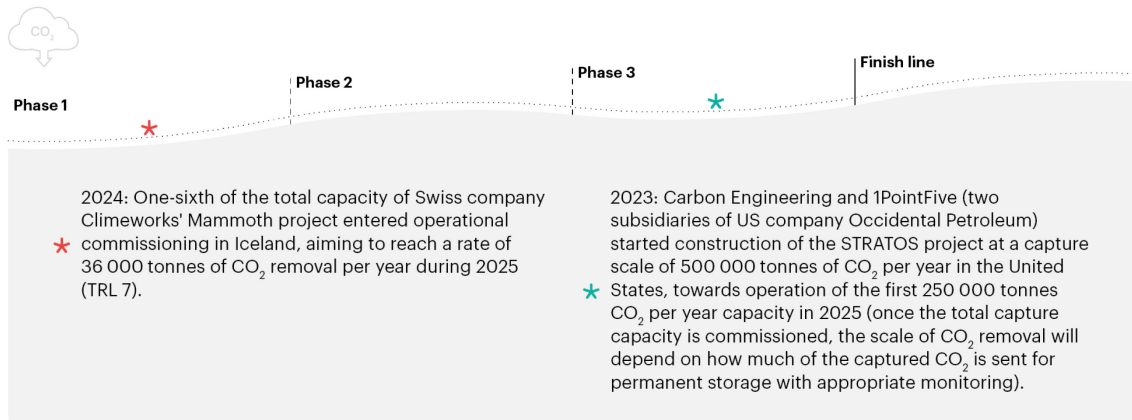 CO₂
Phase 1
Phase 2
Phase 3
Finish line
2024: One-sixth of the total capacity of Swiss company
Climeworks' Mammoth project entered operational
commissioning in Iceland, aiming to reach a rate of
36 000 tonnes of CO₂ removal per year during 2025
(TRL 7).
2023: Carbon Engineering and 1PointFive (two
subsidiaries of US company Occidental Petroleum)
started construction of the STRATOS project at a capture
scale of 500 000 tonnes of CO₂ per year in the United
States, towards operation of the first 250 000 tonnes
CO₂ per year capacity in 2025 (once the total capture
capacity is commissioned, the scale of CO₂ removal will
depend on how much of the captured CO₂ is sent for
permanent storage with appropriate monitoring).